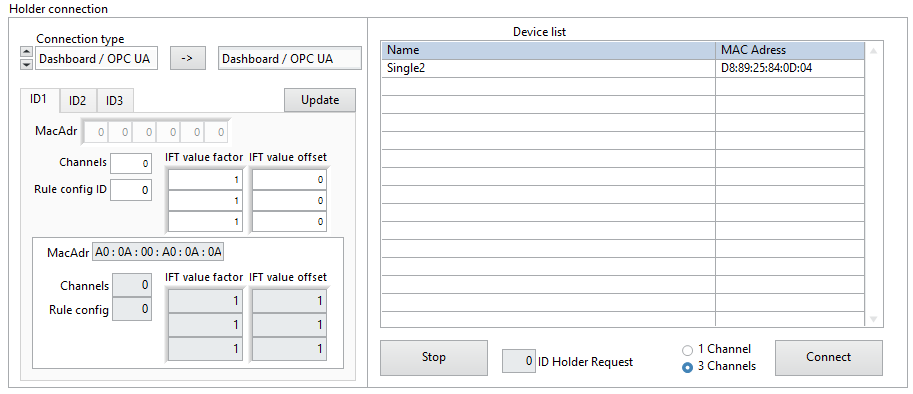 Holder connection
Connection type
Dashboard / OPC UA
->
Dashboard / OPC UA
ID1
ID2
ID3
Update
MacAdr
0 0 0 0 0 0
Channels
0
Rule config ID
0
IFT value factor
1
1
1
IFT value offset
0
0
0
MacAdr
A0 : 0A : 00 : A0 : 0A : 0A
Channels
0
Rule config
0
IFT value factor
1
1
1
IFT value offset
1
1
1
Device list
Name MAC Adress
Single2 D8:89:25:84:0D:04
Stop
0 ID Holder Request
1 Channel
3 Channels
Connect